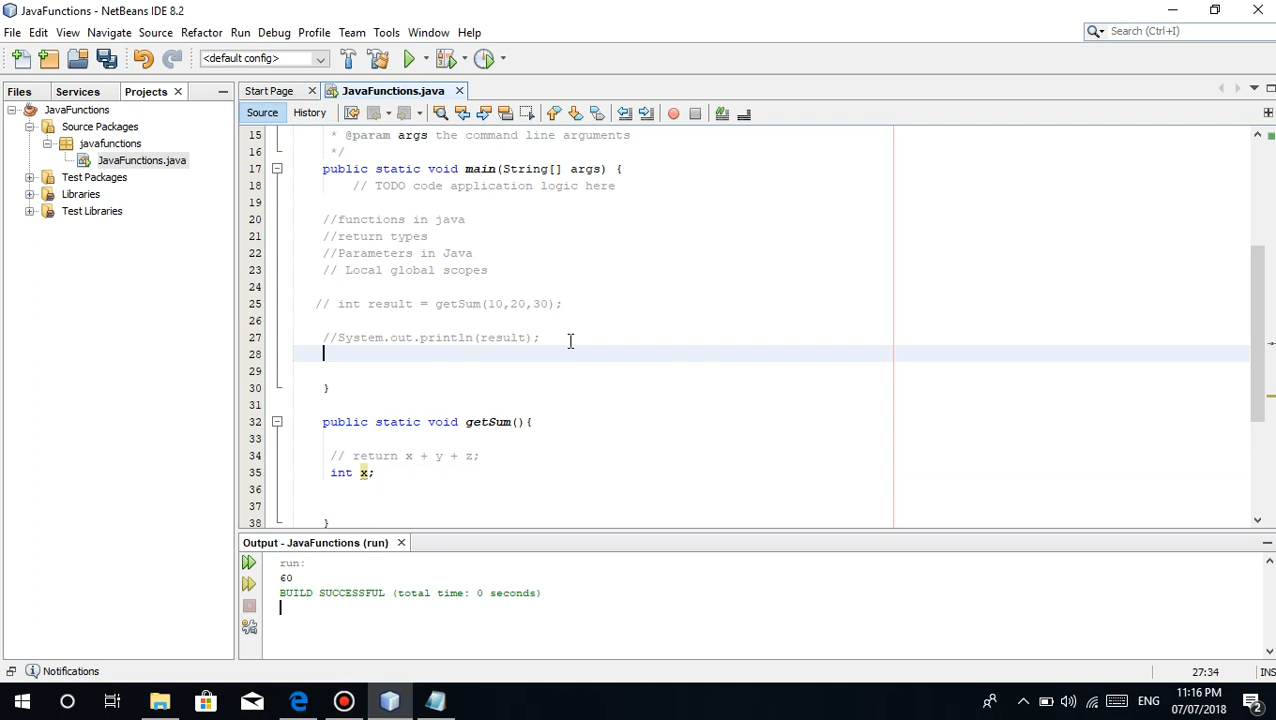 JavaFunctions - NetBeans IDE 8.2
File Edit View Navigate Source Refactor Run Debug Profile Team Tools Window Help
Search (Ctrl+I)
<default config>
Files Services Projects
Start Page JavaFunctions.java
JavaFunctions
Source Packages
javafunctions
JavaFunctions.java
Test Packages
Libraries
Test Libraries
Source History
15 * @param args the command line arguments
16 */
17 public static void main(String[] args) {
18 // TODO code application logic here
19
20 //functions in java
21 //return types
22 //Parameters in Java
23 // Local global scopes
24
25 // int result = getSum(10,20,30);
26
27 //System.out.println(result);
28
29
30 }
31
32 public static void getSum(){
33
34 // return x + y + z;
35 int x;
36
37
38 }
Output - JavaFunctions (run)
run:
60
BUILD SUCCESSFUL (total time: 0 seconds)
Notifications
27:34 INS
ENG
11:16 PM
07/07/2018
2